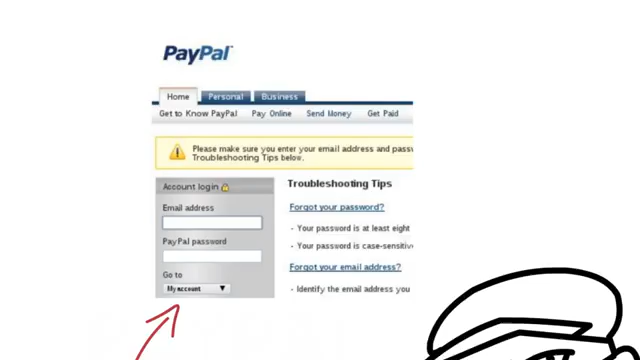 PayPal
Home Personal Business
Get to Know PayPal Pay Online Send Money Get Paid
Please make sure you enter your email address and passw
Troubleshooting Tips below.
Account login
Email address
PayPal password
Go to
My account
Troubleshooting Tips
Forgot your password?
- Your password is at least eight
- Your password is case-sensitive
Forgot your email address?
- Identify the email address you